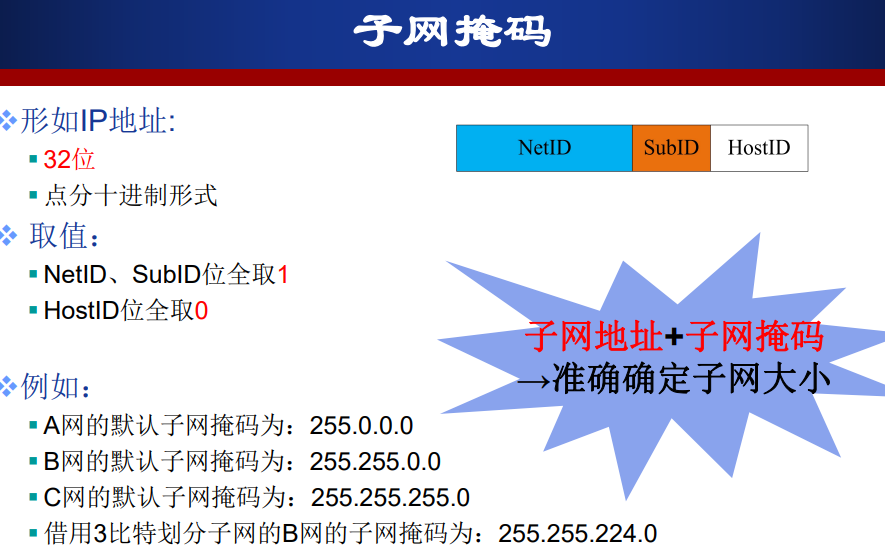 子网掩码
形如IP地址:
32位
点分十进制形式
取值：
NetID、SubID位全取1
HostID位全取0
例如：
A网的默认子网掩码为：255.0.0.0
B网的默认子网掩码为：255.255.0.0
C网的默认子网掩码为：255.255.255.0
借用3比特划分子网的B网的子网掩码为：255.255.224.0
NetID SubID HostID
子网地址+子网掩码
→准确确定子网大小